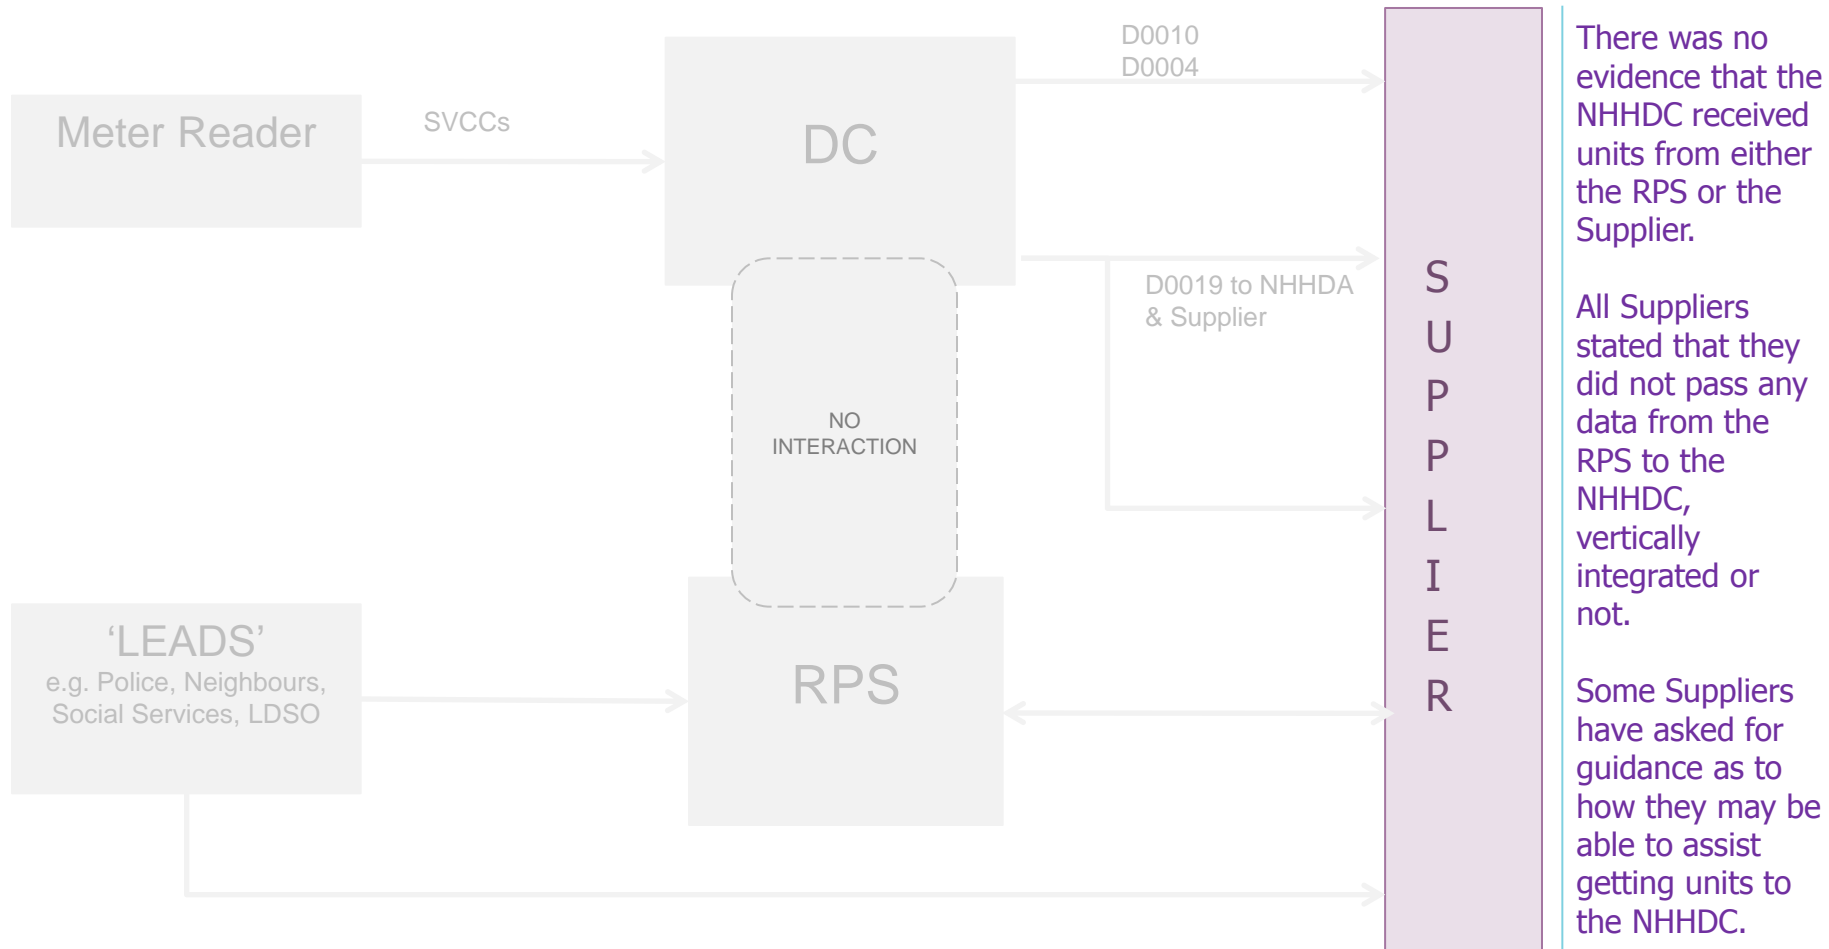 Meter Reader
SVCCs
DC
D0010
D0004
D0019 to NHHDA
& Supplier
NO
INTERACTION
‘LEADS’
e.g. Police, Neighbours,
Social Services, LDSO
RPS
S
U
P
P
L
I
E
R
There was no
evidence that the
NHHDC received
units from either
the RPS or the
Supplier.
All Suppliers
stated that they
did not pass any
data from the
RPS to the
NHHDC,
vertically
integrated or
not.
Some Suppliers
have asked for
guidance as to
how they may be
able to assist
getting units to
the NHHDC.